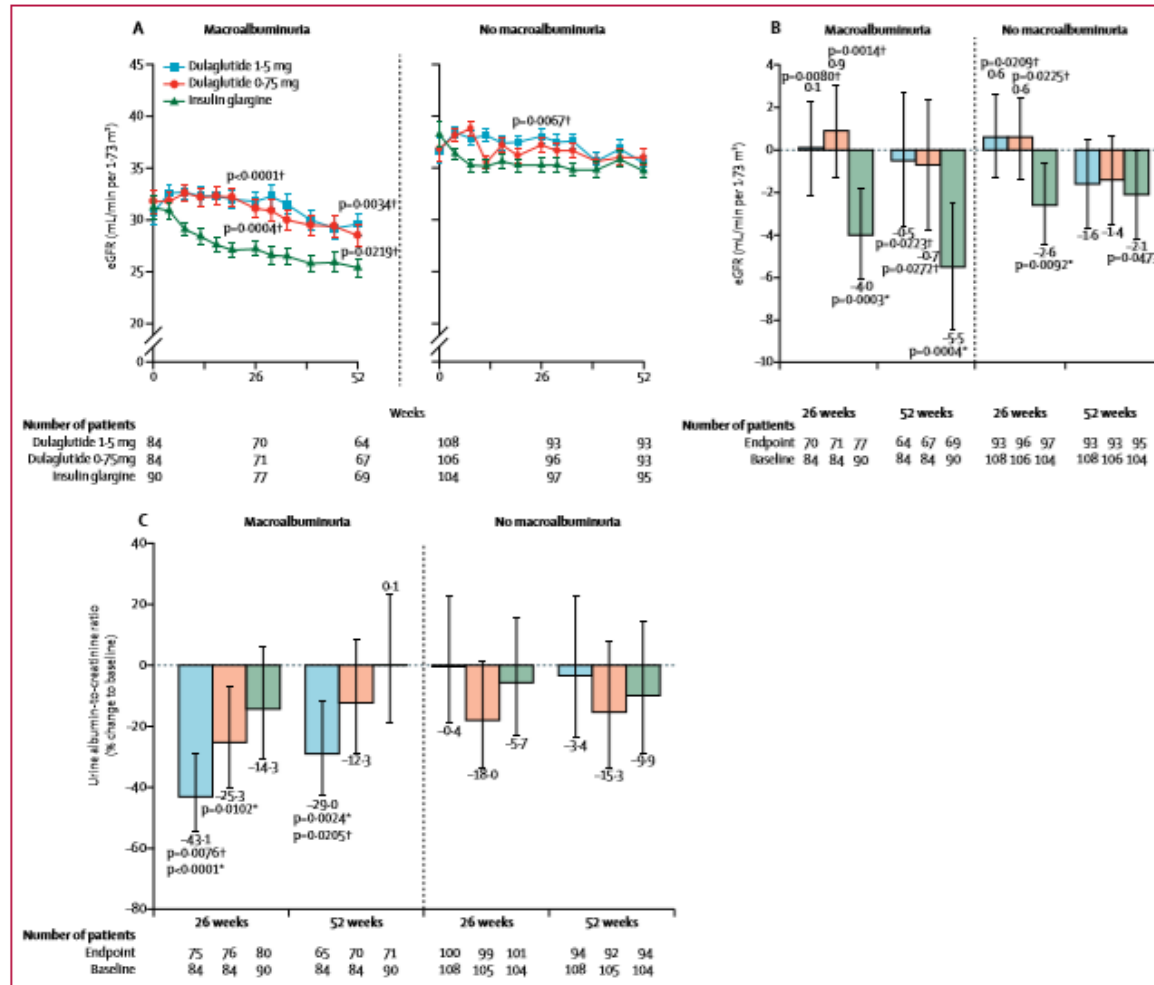 A
Macroalbuminuria
No macroalbuminuria
Dulaglutide 1·5 mg
Dulaglutide 0·75 mg
Insulin glargine
eGFR (mL/min per 1·73 m²)
45
40
35
30
25
20
0
p<0·0001†
p=0·0034†
p=0·0004†
p=0·0219†
p=0·0067†
0 26 52
0 26 52
Weeks
Number of patients
Dulaglutide 1·5 mg 84 70 64 108 93 93
Dulaglutide 0·75mg 84 71 67 106 96 93
Insulin glargine 90 77 69 104 97 95
B
Macroalbuminuria
No macroalbuminuria
eGFR (mL/min per 1·73 m²)
4
2
0
–2
–4
–6
–8
–10
p=0·0080†
0·1
p=0·0014†
0·9
–4·0
p=0·0003*
–0·5
p=0·0223†
–0·7
p=0·0272†
–5·5
p=0·0004*
p=0·0209†
0·6
p=0·0225†
0·6
–2·6
p=0·0092*
–1·6
–1·4
–2·1
26 weeks 52 weeks 26 weeks 52 weeks
Number of patients
Endpoint 70 71 77 64 67 69 93 96 97 93 93 95
Baseline 84 84 90 84 84 90 108 106 104 108 106 104
C
Macroalbuminuria
No macroalbuminuria
Urine albumin-to-creatinine ratio
(% change to baseline)
40
20
0
–20
–40
–60
–80
–43·1
p=0·0076†
p<0·0001*
–25·3
p=0·0102*
–14·3
–29·0
p=0·0024*
p=0·0205†
–12·3
0·1
–0·4
–18·0
–5·7
–3·4
–15·3
–9·9
26 weeks 52 weeks 26 weeks 52 weeks
Number of patients
Endpoint 75 76 80 65 70 71 100 99 101 94 92 94
Baseline 84 84 90 84 84 90 108 105 104 108 105 104